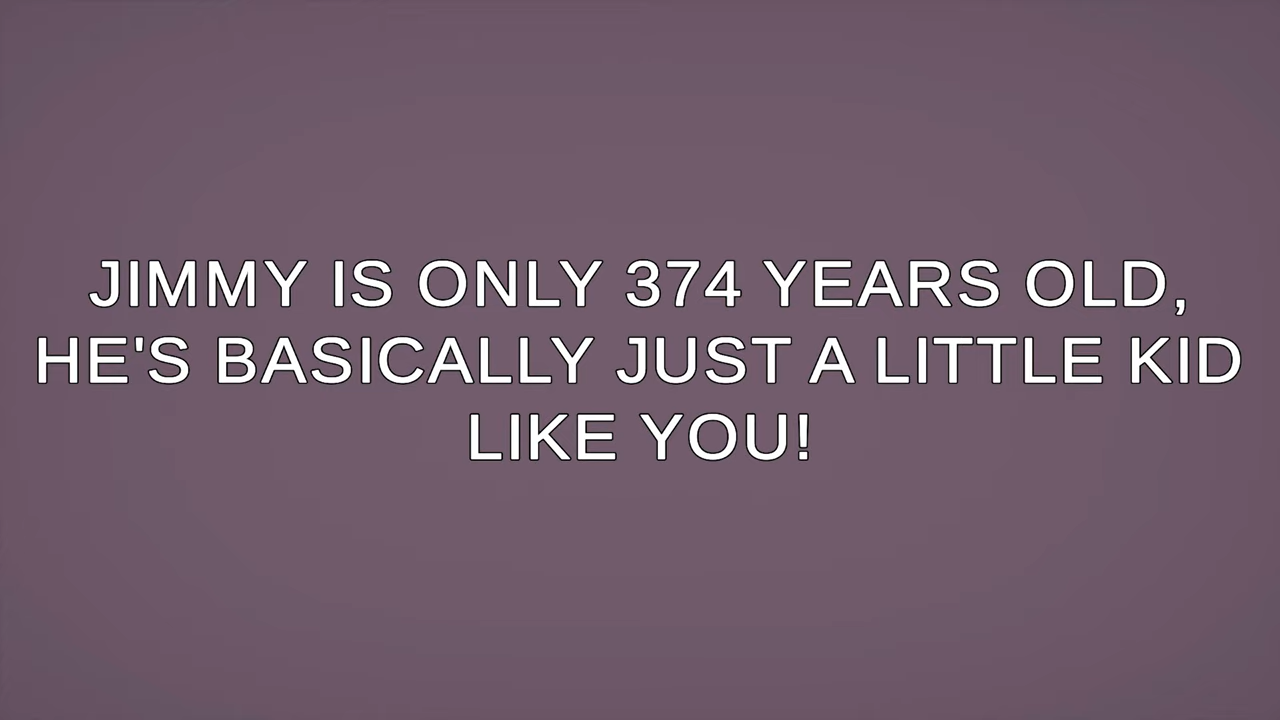 JIMMY IS ONLY 374 YEARS OLD,
HE'S BASICALLY JUST A LITTLE KID
LIKE YOU!